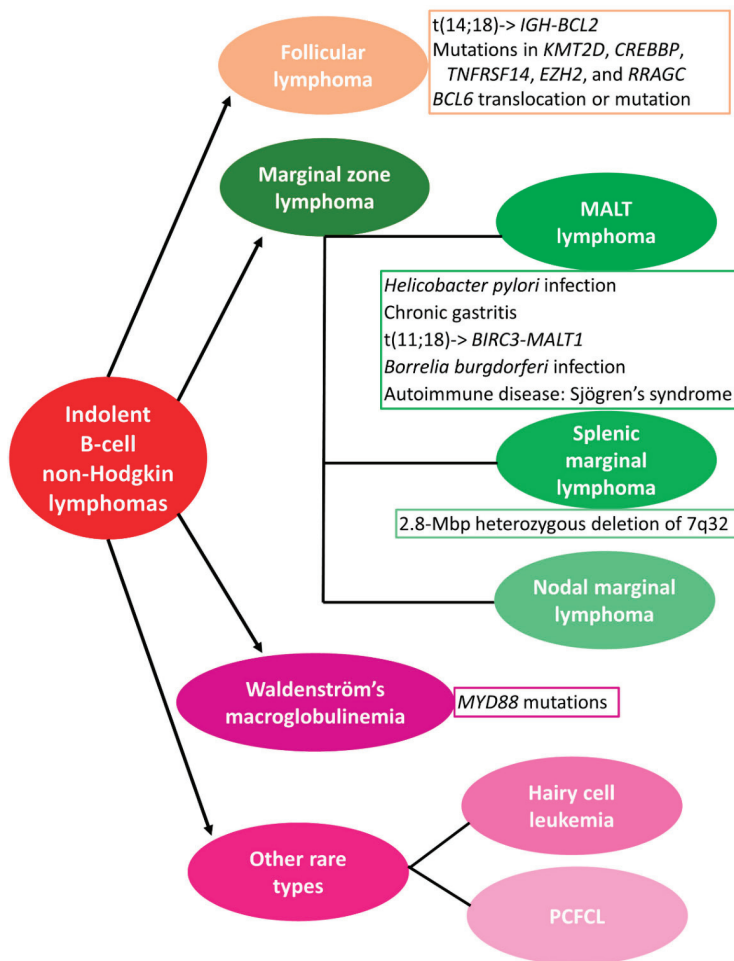 Follicular
lymphoma
t(14;18)-> IGH-BCL2
Mutations in KMT2D, CREBBP,
TNFRSF14, EZH2, and RRAGC
BCL6 translocation or mutation
Marginal zone
lymphoma
MALT
lymphoma
Helicobacter pylori infection
Chronic gastritis
t(11;18)-> BIRC3-MALT1
Borrelia burgdorferi infection
Autoimmune disease: Sjögren's syndrome
Indolent
B-cell
non-Hodgkin
lymphomas
Splenic
marginal
lymphoma
2.8-Mbp heterozygous deletion of 7q32
Nodal marginal
lymphoma
Waldenström's
macroglobulinemia
MYD88 mutations
Hairy cell
leukemia
Other rare
types
PCFCL